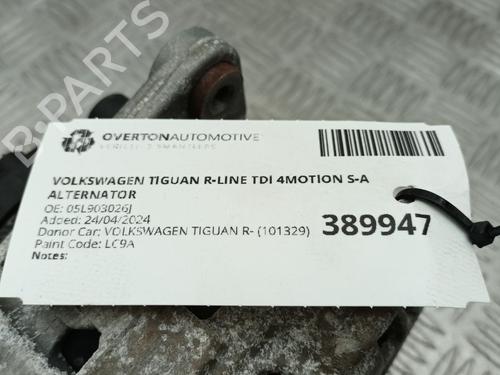 B-PARTS
OVERTONAUTOMOTIVE
VEHICLE DISMANTLERS
VOLKSWAGEN TIGUAN R-LINE TDI 4MOTION S-A
ALTERNATOR
OE: 05L903026J
Added: 24/04/2024
Donor Car: VOLKSWAGEN TIGUAN R- (101329)
Paint Code: LC9A
Notes:
389947